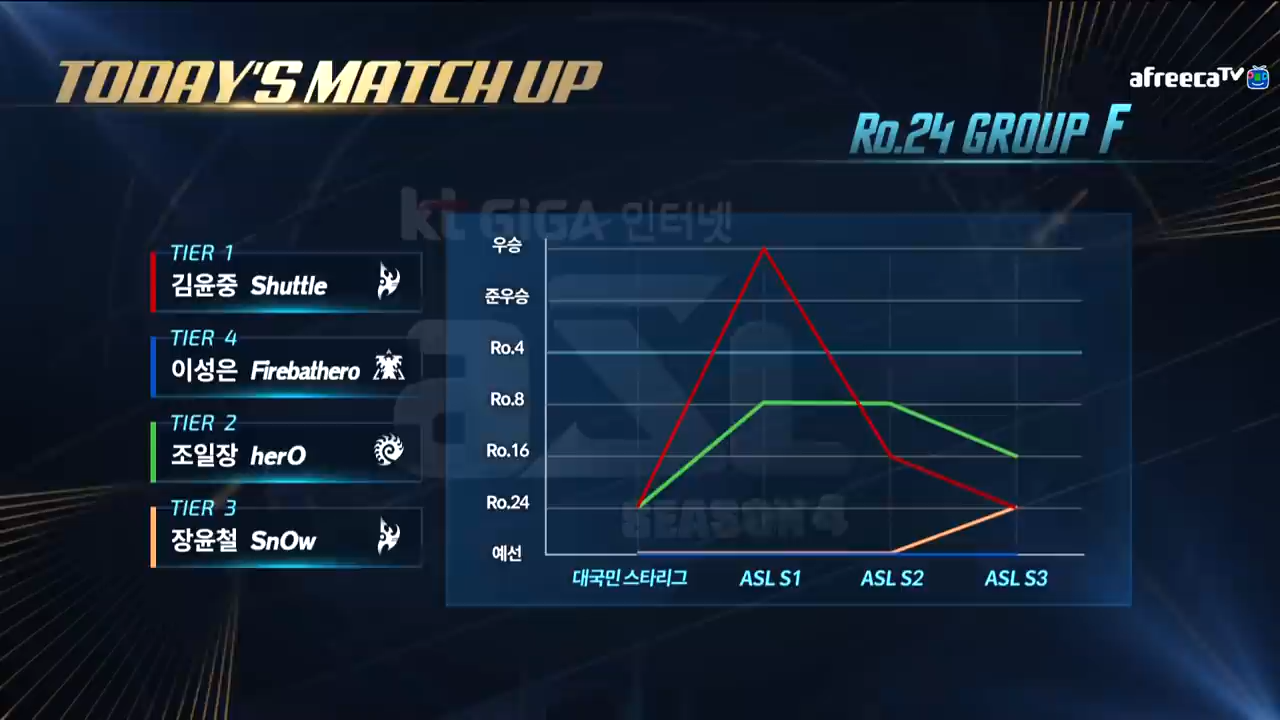 TODAY'S MATCH UP
afreecaTV
Ro.24 GROUP F
kt GiGA 인터넷
TIER 1
김윤중 Shuttle
TIER 4
이성은 Firebathero
TIER 2
조일장 herO
TIER 3
장윤철 SnOw
우승
준우승
Ro.4
Ro.8
Ro.16
Ro.24
예선
aSL
SEASON 4
대국민 스타리그 ASL S1 ASL S2 ASL S3